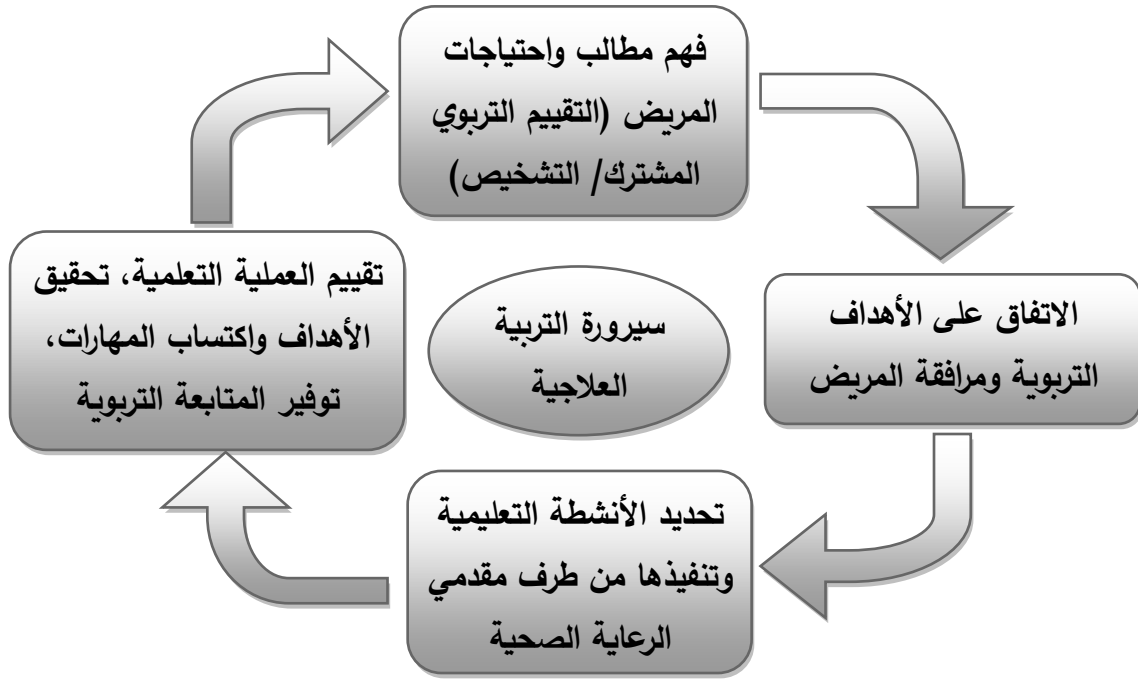 فهم مطالب واحتياجات
المريض (التقييم التربوي
المشترك/ التشخيص)
الاتفاق على الأهداف
التربوية ومرافقة المريض
تحديد الأنشطة التعليمية
وتنفيذها من طرف مقدمي
الرعاية الصحية
تقييم العملية التعلمية، تحقيق
الأهداف واكتساب المهارات،
توفير المتابعة التربوية
سيرورة التربية
العلاجية